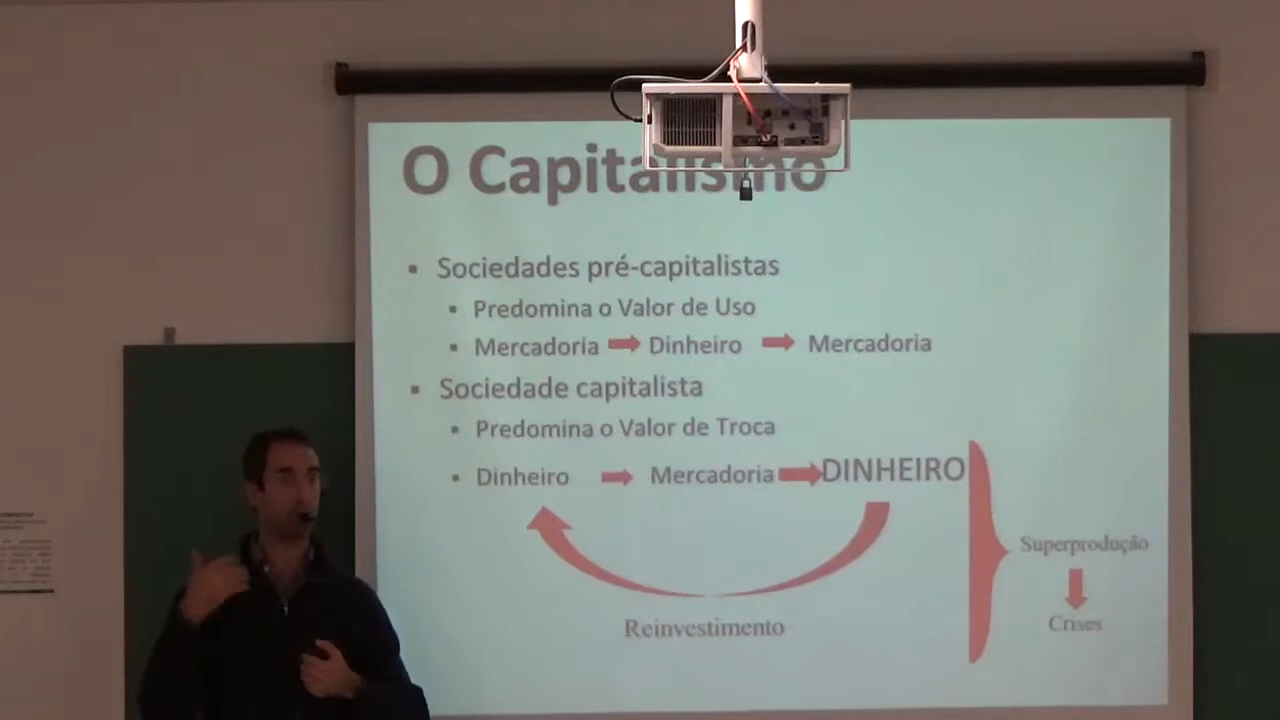 O Capitalismo
▪ Sociedades pré-capitalistas
▪ Predomina o Valor de Uso
▪ Mercadoria Dinheiro Mercadoria
▪ Sociedade capitalista
▪ Predomina o Valor de Troca
▪ Dinheiro Mercadoria DINHEIRO
Superprodução
Crises
Reinvestimento